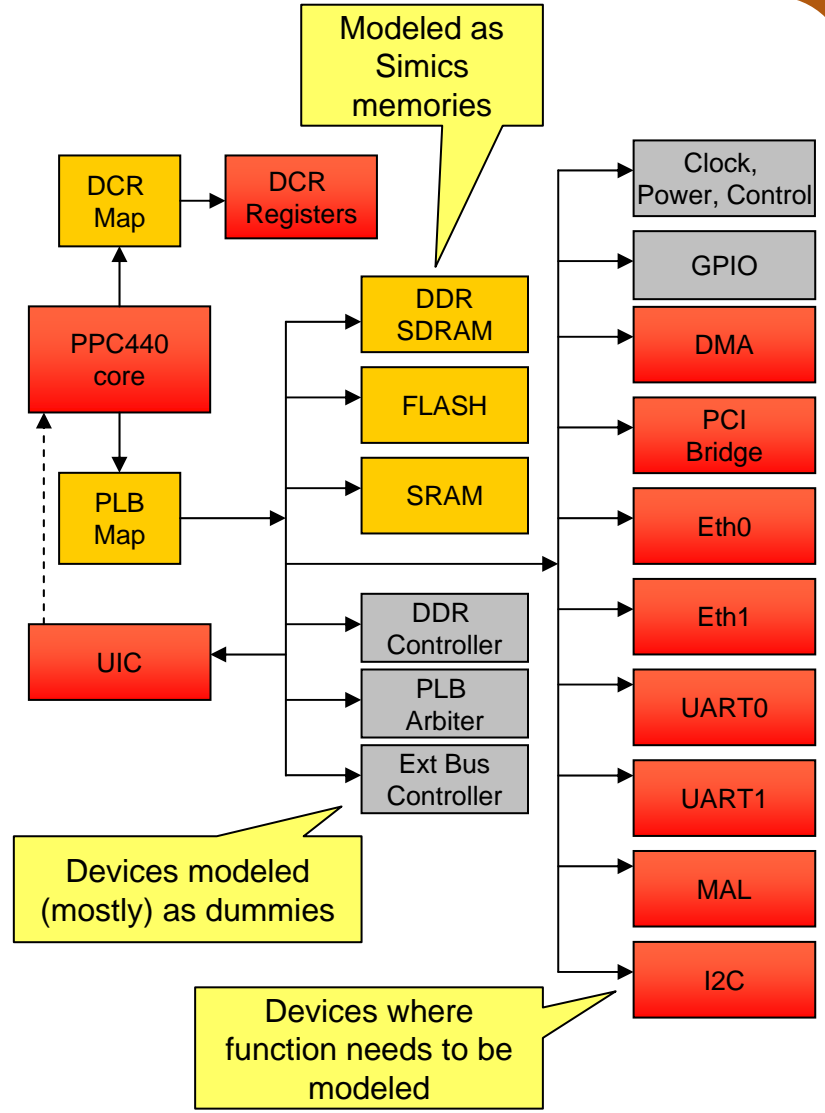 Modeled as
Simics
memories
DCR
Map
DCR
Registers
Clock,
Power, Control
GPIO
PPC440
core
DDR
SDRAM
DMA
FLASH
PCI
Bridge
PLB
Map
SRAM
Eth0
UIC
DDR
Controller
Eth1
PLB
Arbiter
UART0
Ext Bus
Controller
UART1
Devices modeled
(mostly) as dummies
MAL
I2C
Devices where
function needs to be
modeled